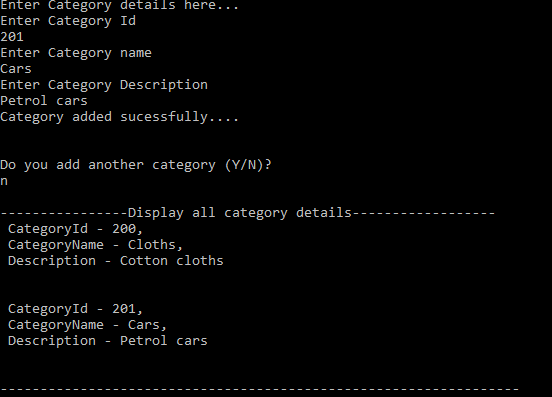 Enter Category details here...
Enter Category Id
201
Enter Category name
Cars
Enter Category Description
Petrol cars
Category added sucessfully....
Do you add another category (Y/N)?
n
----------------Display all category details------------------
CategoryId - 200,
CategoryName - Cloths,
Description - Cotton cloths
CategoryId - 201,
CategoryName - Cars,
Description - Petrol cars
-----------------------------------------------------------------